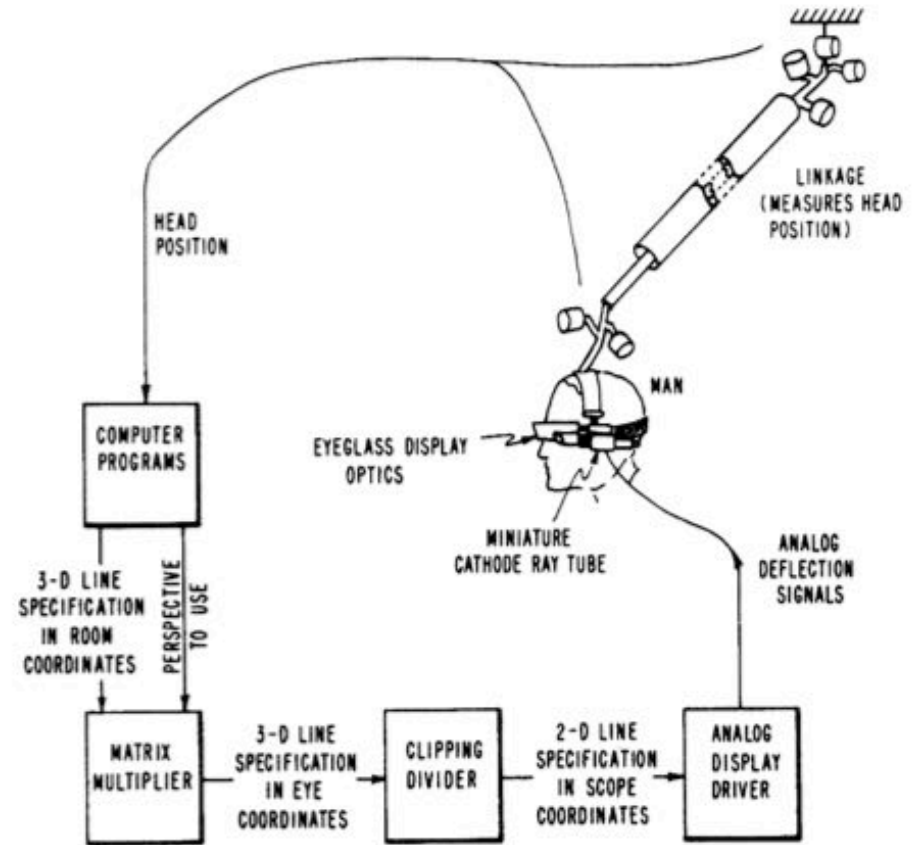 LINKAGE
(MEASURES HEAD
POSITION)
HEAD
POSITION
MAN
EYEGLASS DISPLAY
OPTICS
MINIATURE
CATHODE RAY TUBE
COMPUTER
PROGRAMS
ANALOG
DEFLECTION
SIGNALS
3-D LINE
SPECIFICATION
IN ROOM
COORDINATES
PERSPECTIVE
TO USE
MATRIX
MULTIPLIER
3-D LINE
SPECIFICATION
IN EYE
COORDINATES
CLIPPING
DIVIDER
2-D LINE
SPECIFICATION
IN SCOPE
COORDINATES
ANALOG
DISPLAY
DRIVER